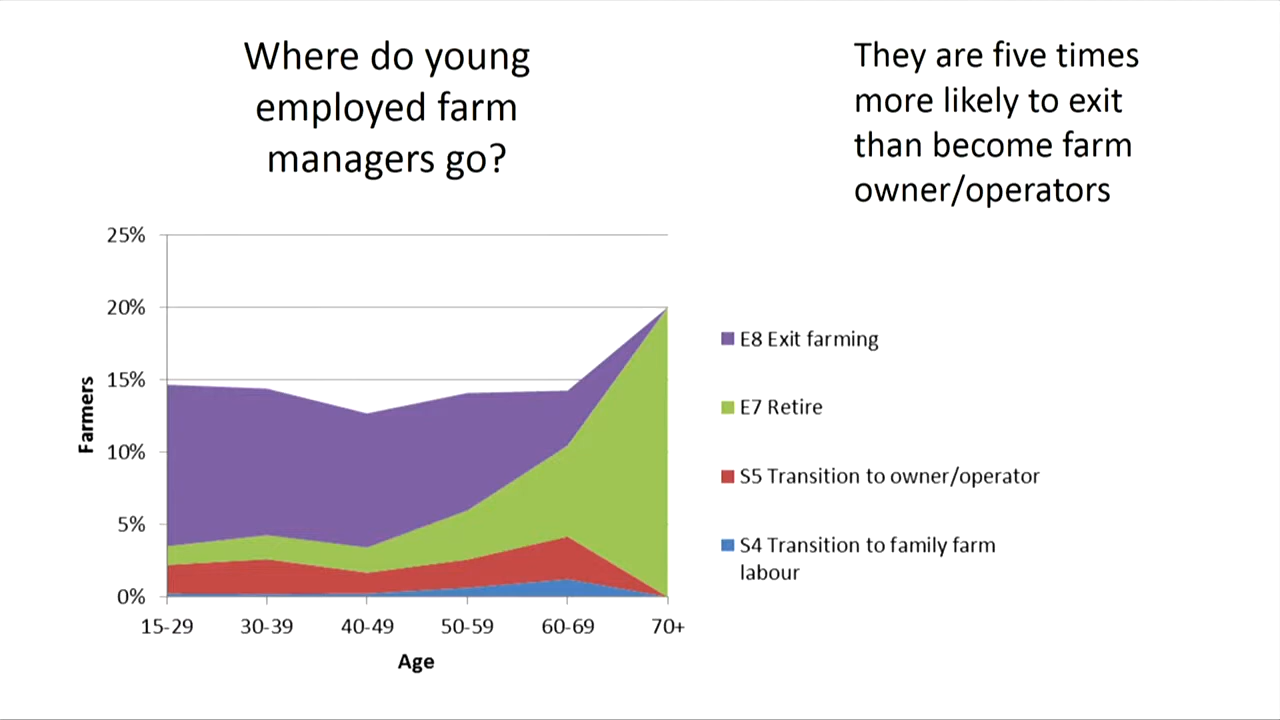 Where do young
employed farm
managers go?
They are five times
more likely to exit
than become farm
owner/operators
25%
20%
15%
10%
5%
0%
Farmers
15-29 30-39 40-49 50-59 60-69 70+
Age
E8 Exit farming
E7 Retire
S5 Transition to owner/operator
S4 Transition to family farm
labour